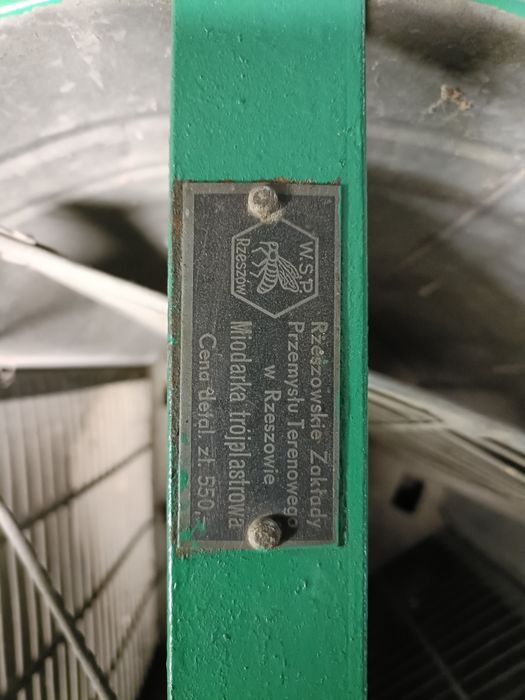 W.S.P
Rzeszów
Rzeszowskie Zakłady
Przemysłu Terenowego
w Rzeszowie
Miodarka trójplastrowa
Cena detal. zł. 550,-